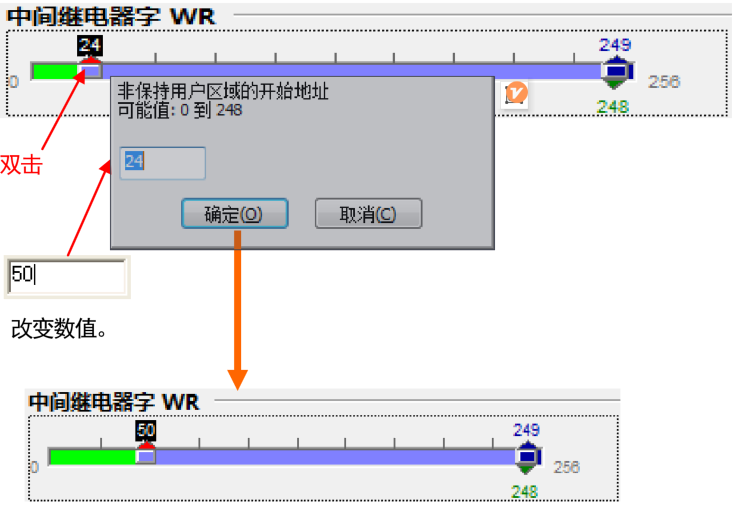 中间继电器字 WR
24
249
0
256
248
非保持用户区域的开始地址
可能值: 0 到 248
24
确定(O)
取消(C)
双击
50
改变数值。
中间继电器字 WR
50
249
0
256
248